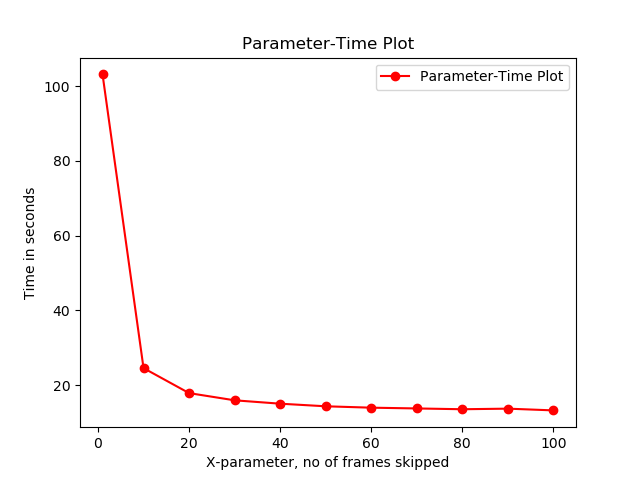 Parameter-Time Plot
Parameter-Time Plot
100
80
60
40
20
Time in seconds
0 20 40 60 80 100
X-parameter, no of frames skipped